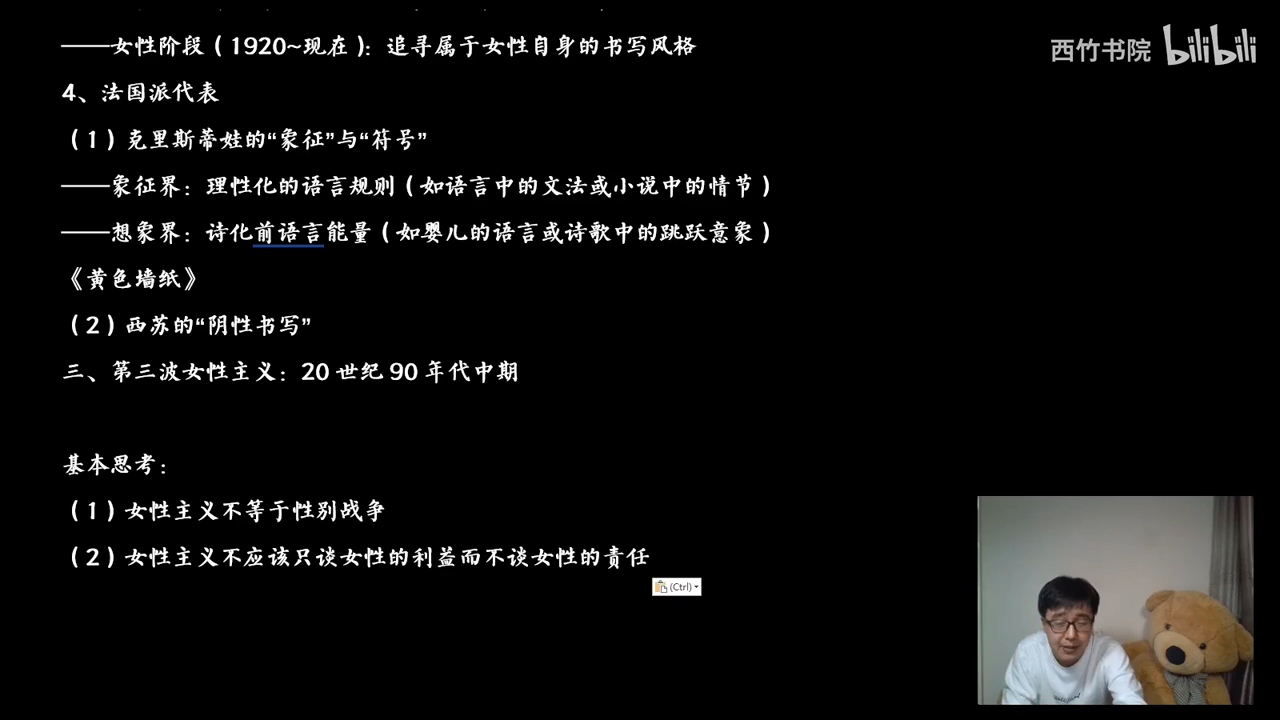 ——女性阶段（1920~现在）：追寻属于女性自身的书写风格
西竹书院 bilibili
4、法国派代表
（1）克里斯蒂娃的“象征”与“符号”
——象征界：理性化的语言规则（如语言中的文法或小说中的情节）
——想象界：诗化前语言能量（如婴儿的语言或诗歌中的跳跃意象）
《黄色墙纸》
（2）西苏的“阴性书写”
三、第三波女性主义：20 世纪 90 年代中期
基本思考：
（1）女性主义不等于性别战争
（2）女性主义不应该只谈女性的利益而不谈女性的责任
(Ctrl)